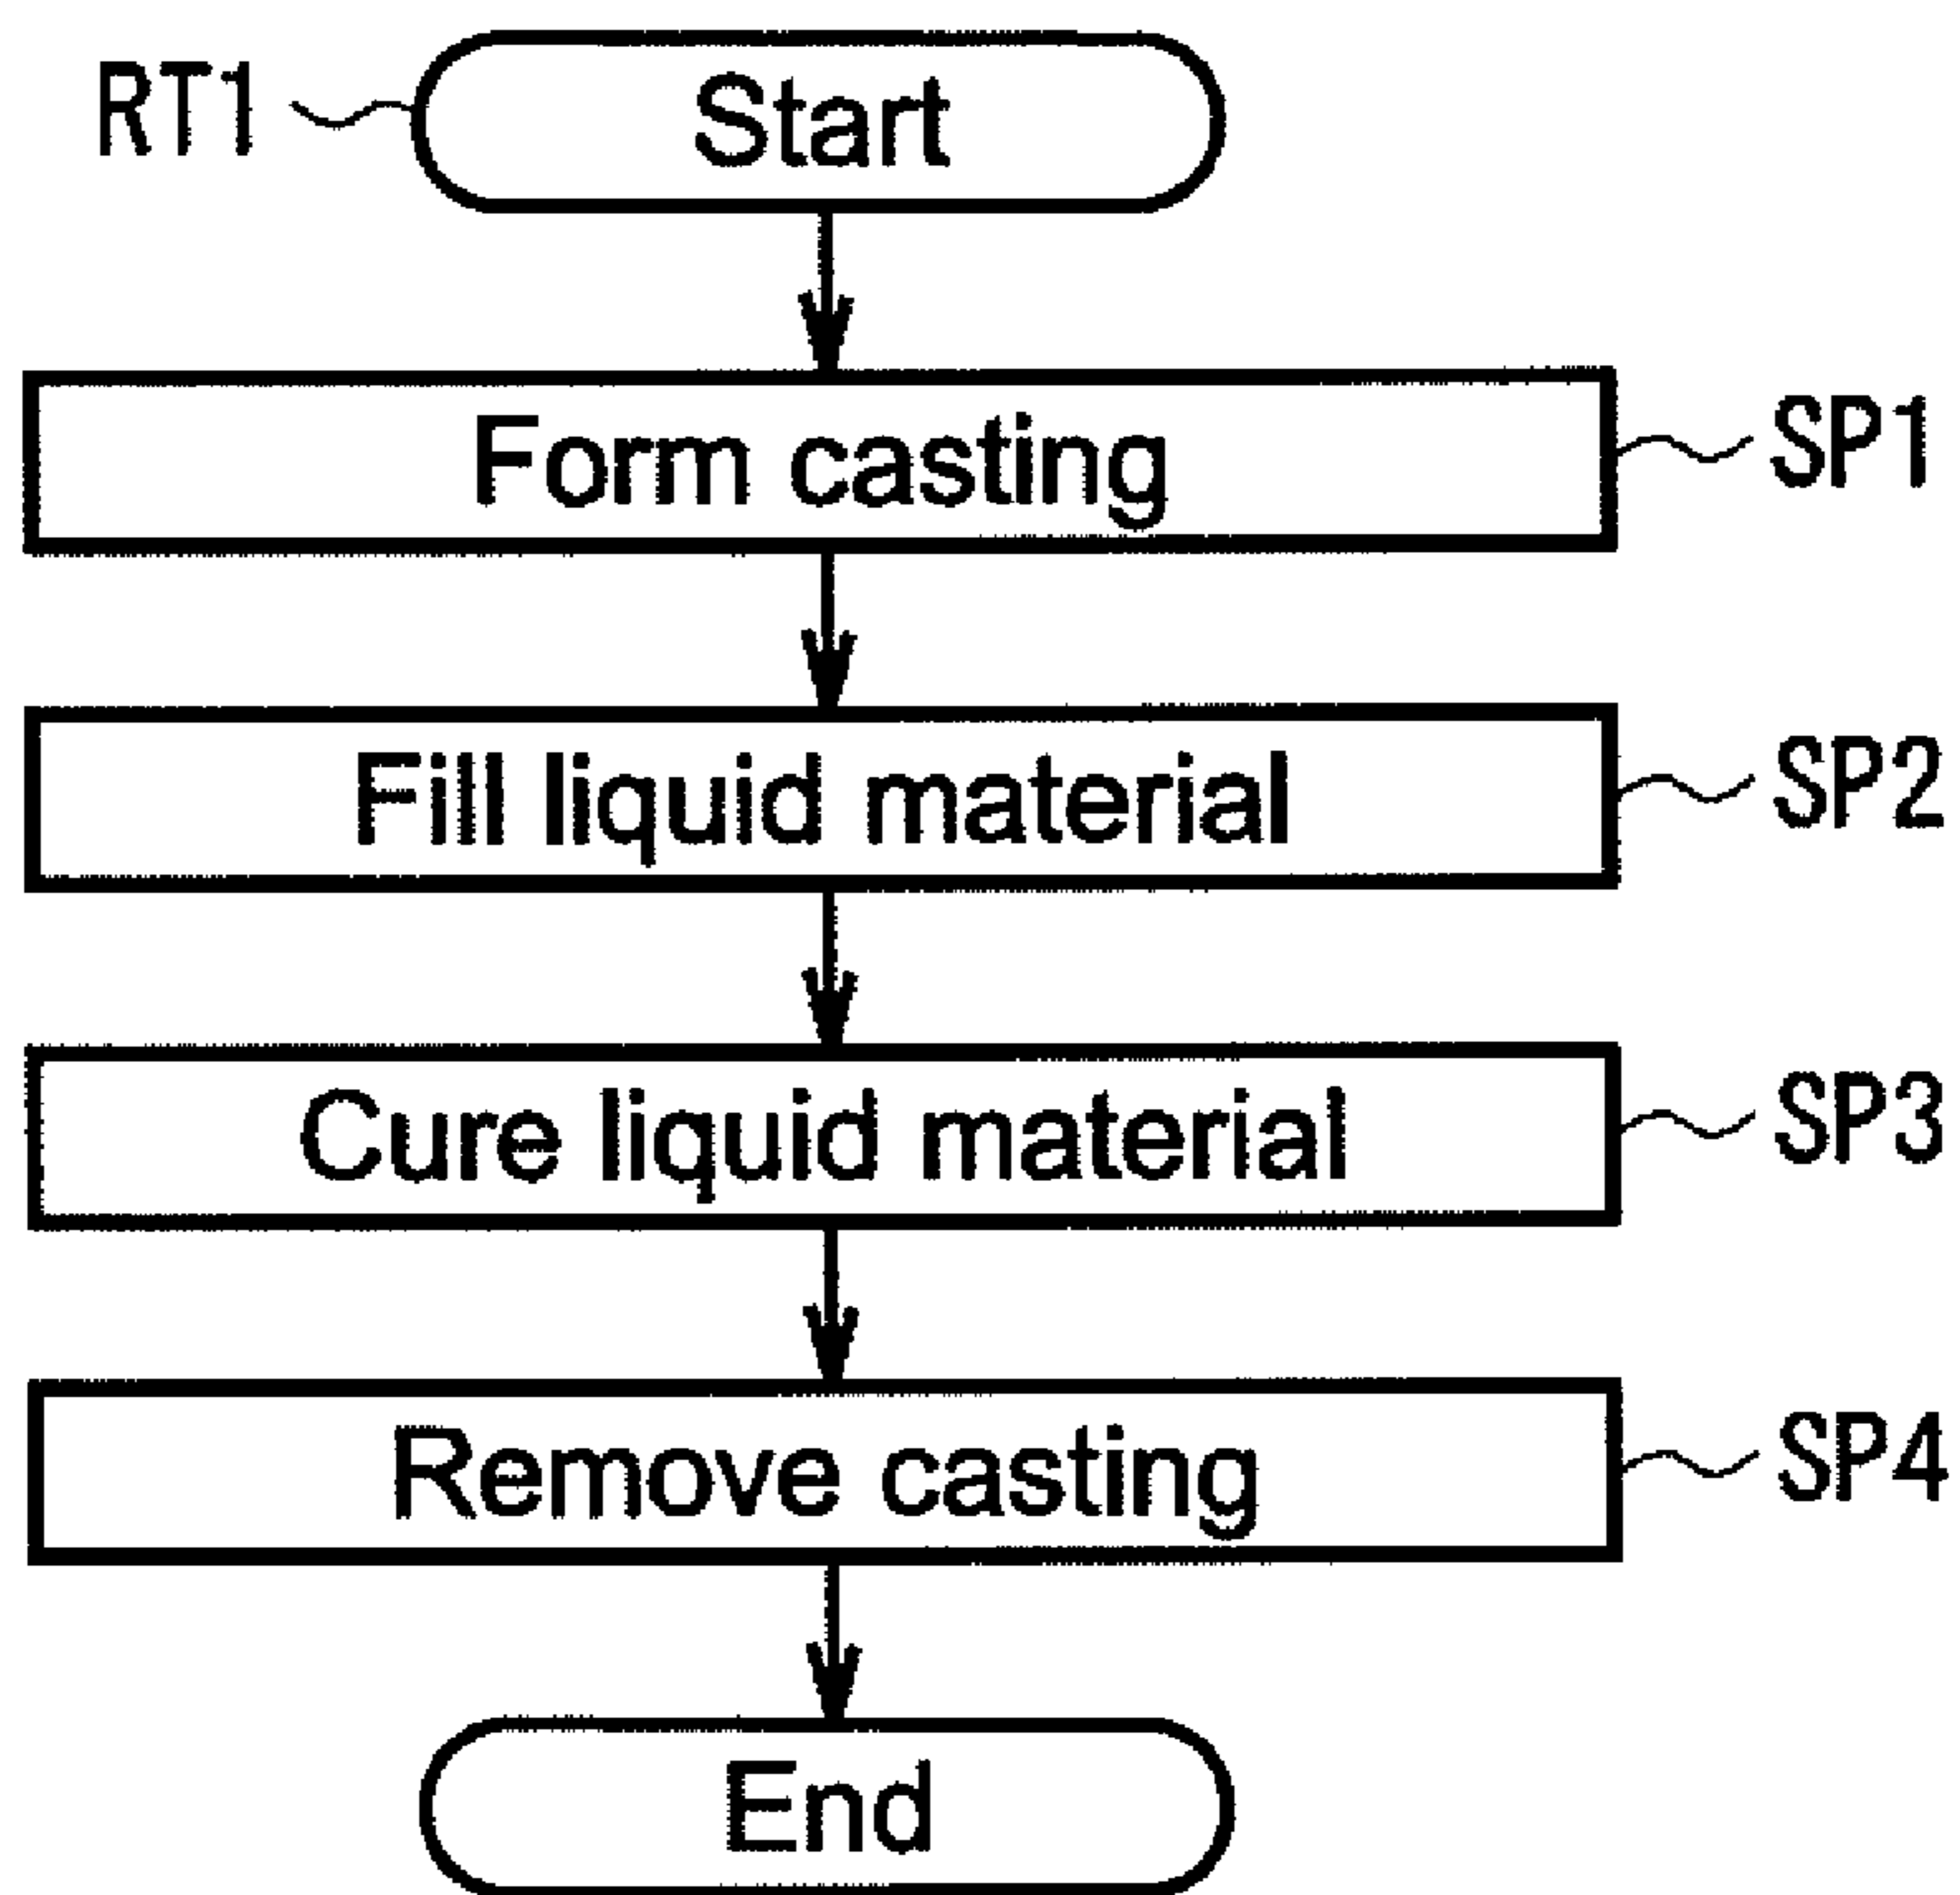 RT1 Start
Form casting SP1
Fill liquid material SP2
Cure liquid material SP3
Remove casting SP4
End